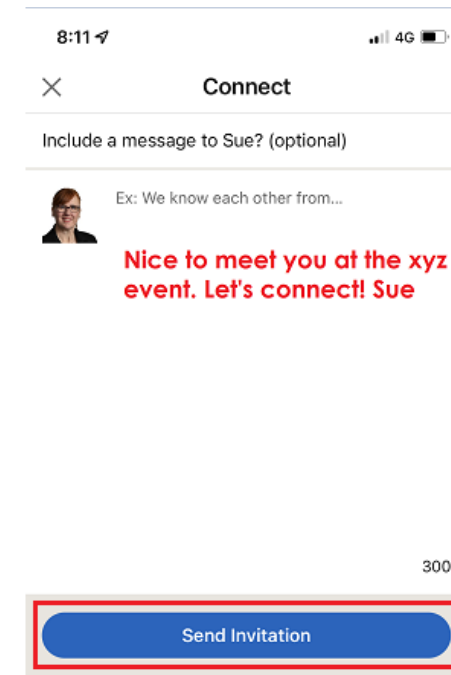 8:11 4G
Connect
Include a message to Sue? (optional)
Ex: We know each other from...
Nice to meet you at the xyz
event. Let's connect! Sue
300
Send Invitation